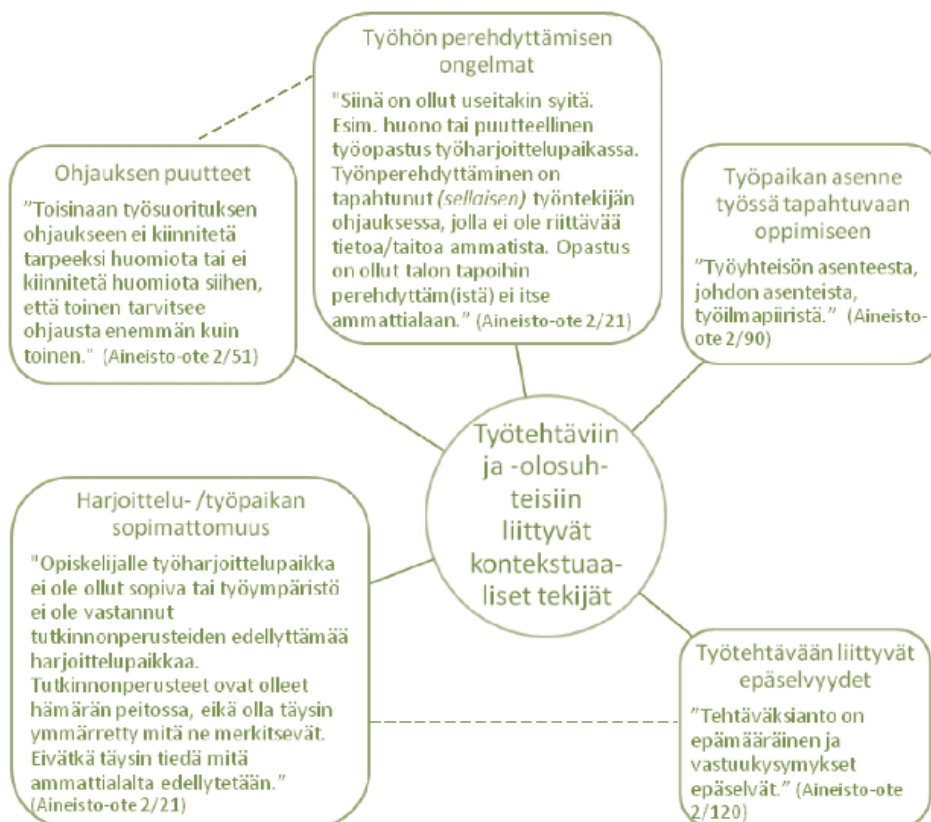 Työhön perehdyttämisen
ongelmat
"Siinä on ollut useitakin syitä.
Esim. huono tai puutteellinen
työopastus työharjoittelupaikassa.
Työnperehdyttäminen on
tapahtunut (sellaisen) työntekijän
ohjauksessa, jolla ei ole riittävää
tietoa/taitoa ammatista. Opastus
on ollut talon tapoihin
perehdyttäm(istä) ei itse
ammattialaan.” (Aineisto-ote 2/21)
Ohjauksen puutteet
”Toisinaan työsuorituksen
ohjaukseen ei kiinnitetä
tarpeeksi huomiota tai ei
kiinnitetä huomiota siihen,
että toinen tarvitsee
ohjausta enemmän kuin
toinen." (Aineisto-ote 2/51)
Työpaikan asenne
työssä tapahtuvaan
oppimiseen
”Työyhteisön asenteesta,
johdon asenteista,
työilmapiiristä.” (Aineisto-
ote 2/90)
Työtehtäviin
ja -olosuh-
teisiin
liittyvät
kontekstuaa-
liset tekijät
Harjoittelu- /työpaikan
sopimattomuus
"Opiskelijalle työharjoittelupaikka
ei ole ollut sopiva tai työympäristö
ei ole vastannut
tutkinnonperusteiden edellyttämää
harjoittelupaikkaa.
Tutkinnonperusteet ovat olleet
hämärän peitossa, eikä olla täysin
ymmärretty mitä ne merkitsevät.
Eivätkä täysin tiedä mitä
ammattialalta edellytetään.”
(Aineisto-ote 2/21)
Työtehtävään liittyvät
epäselvyydet
”Tehtäväksianto on
epämääräinen ja
vastuukysymykset
epäselvät.” (Aineisto-ote
2/120)